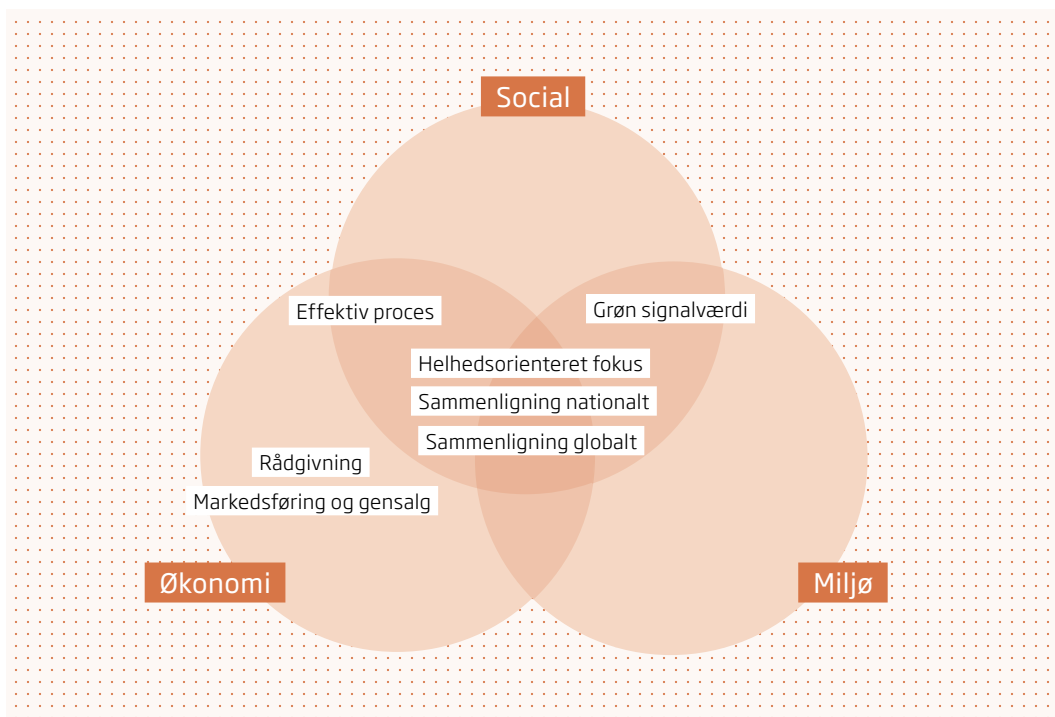 Social
Effektiv proces
Grøn signalværdi
Helhedsorienteret fokus
Sammenligning nationalt
Sammenligning globalt
Rådgivning
Markedsføring og gensalg
Økonomi
Miljø